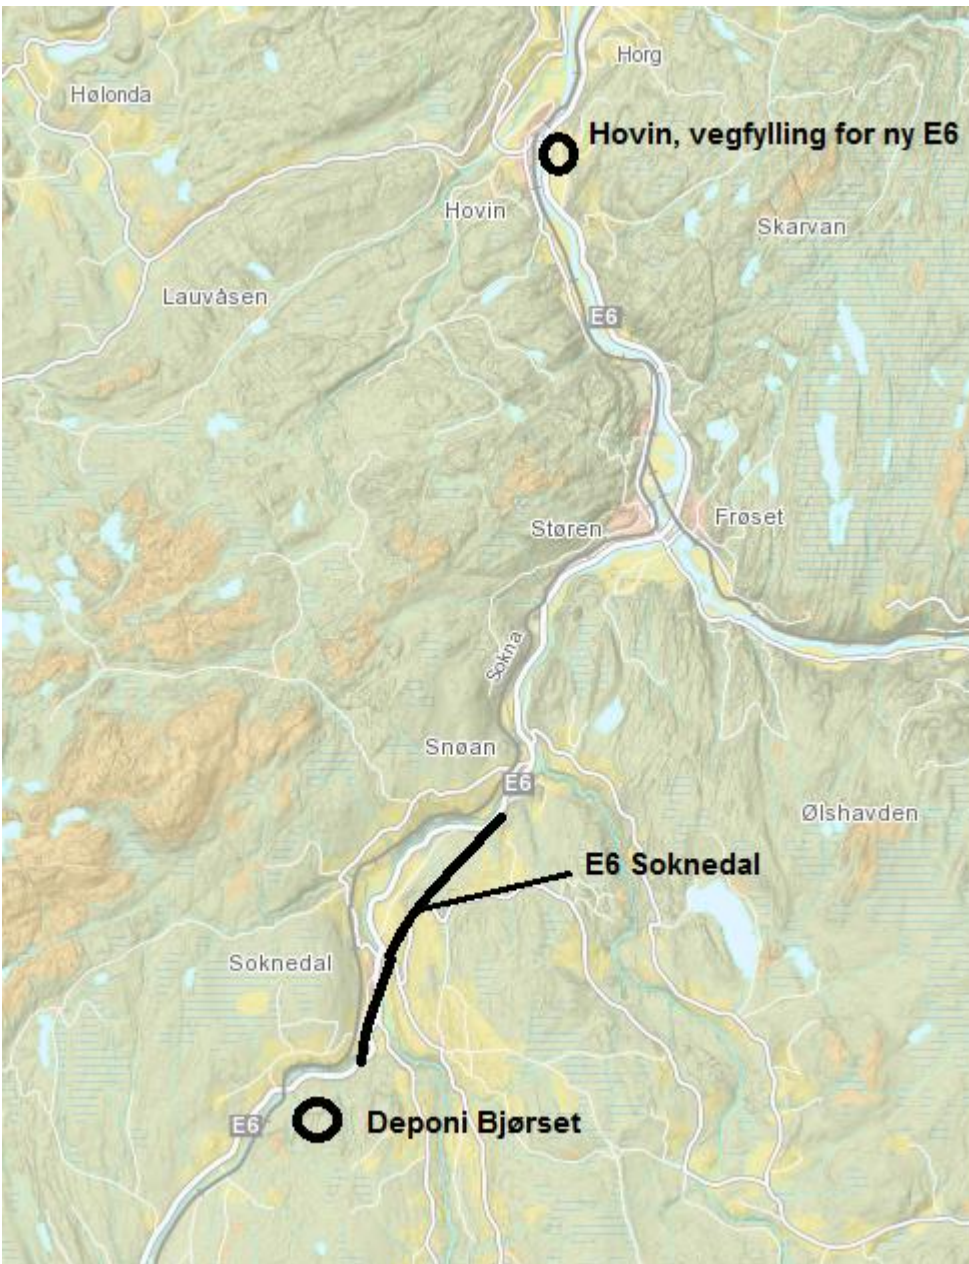 Horg
Hølonda
Hovin, vegfylling for ny E6
Hovin
Skarvan
Lauvåsen
E6
Støren
Frøset
Sokna
Snøan
E6
Ølshavden
E6 Soknedal
Soknedal
E6
Deponi Bjørset